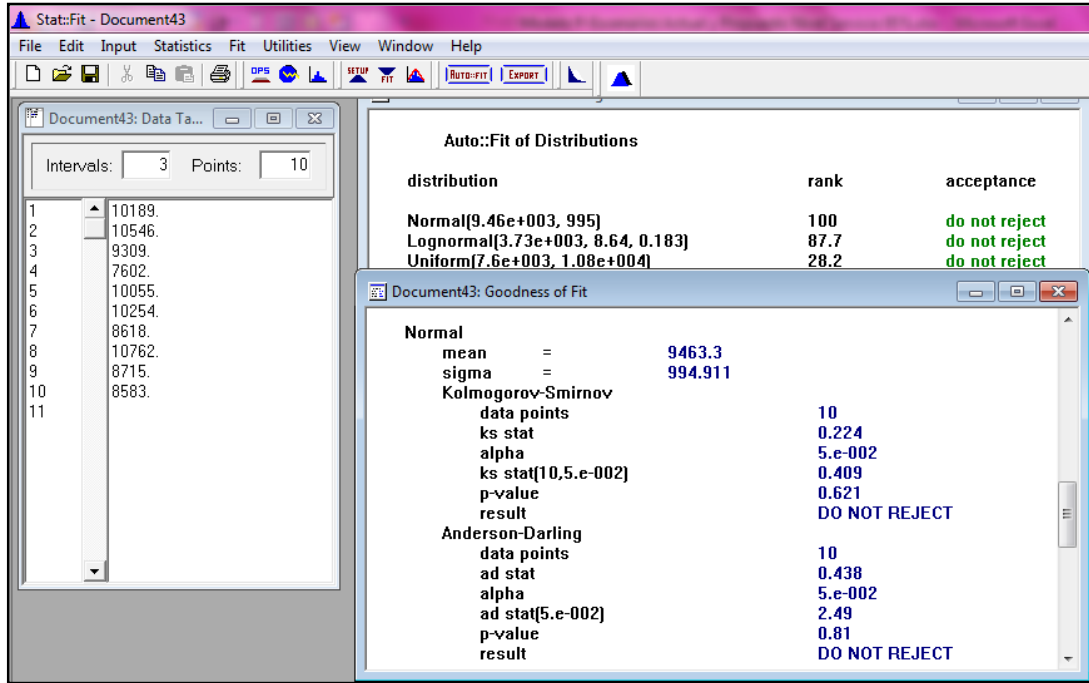 Stat::Fit - Document43
File Edit Input Statistics Fit Utilities View Window Help
OPS SETUP FIT AUTO::FIT EXPORT
Document43: Data Ta...
Intervals: 3 Points: 10
1 10189.
2 10546.
3 9309.
4 7602.
5 10055.
6 10254.
7 8618.
8 10762.
9 8715.
10 8583.
11
Auto::Fit of Distributions
distribution rank acceptance
Normal(9.46e+003, 995) 100 do not reject
Lognormal(3.73e+003, 8.64, 0.183) 87.7 do not reject
Uniform(7.6e+003, 1.08e+004) 28.2 do not reject
Document43: Goodness of Fit
Normal
mean = 9463.3
sigma = 994.911
Kolmogorov-Smirnov
data points 10
ks stat 0.224
alpha 5.e-002
ks stat(10,5.e-002) 0.409
p-value 0.621
result DO NOT REJECT
Anderson-Darling
data points 10
ad stat 0.438
alpha 5.e-002
ad stat(5.e-002) 2.49
p-value 0.81
result DO NOT REJECT